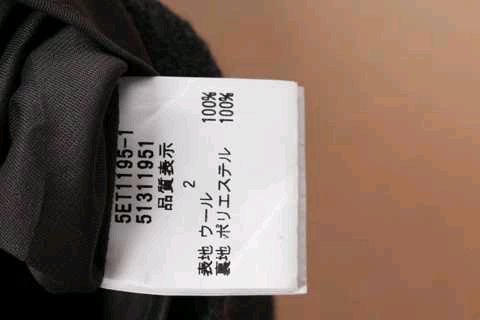 5ET1195-1
51311951
品質表示
2
表地 ウール 100%
裏地 ポリエステル 100%